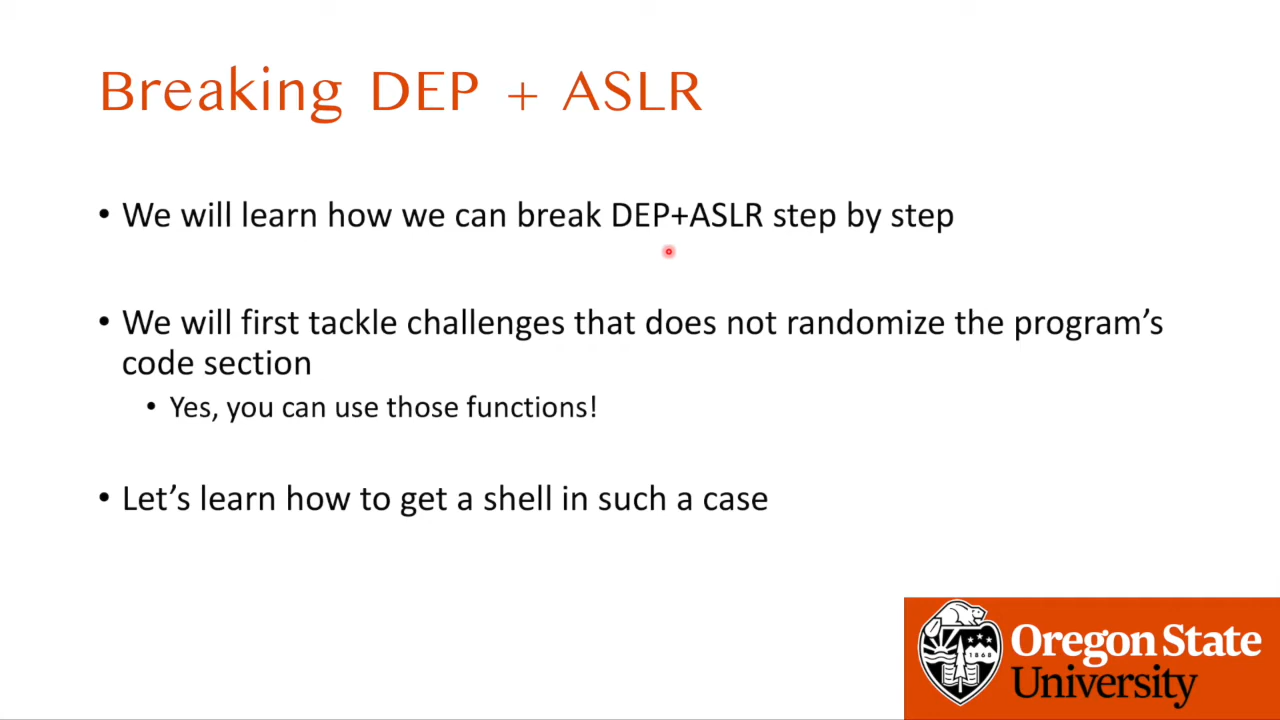 Breaking DEP + ASLR
• We will learn how we can break DEP+ASLR step by step
• We will first tackle challenges that does not randomize the program’s
code section
• Yes, you can use those functions!
• Let’s learn how to get a shell in such a case
1868
Oregon State
University